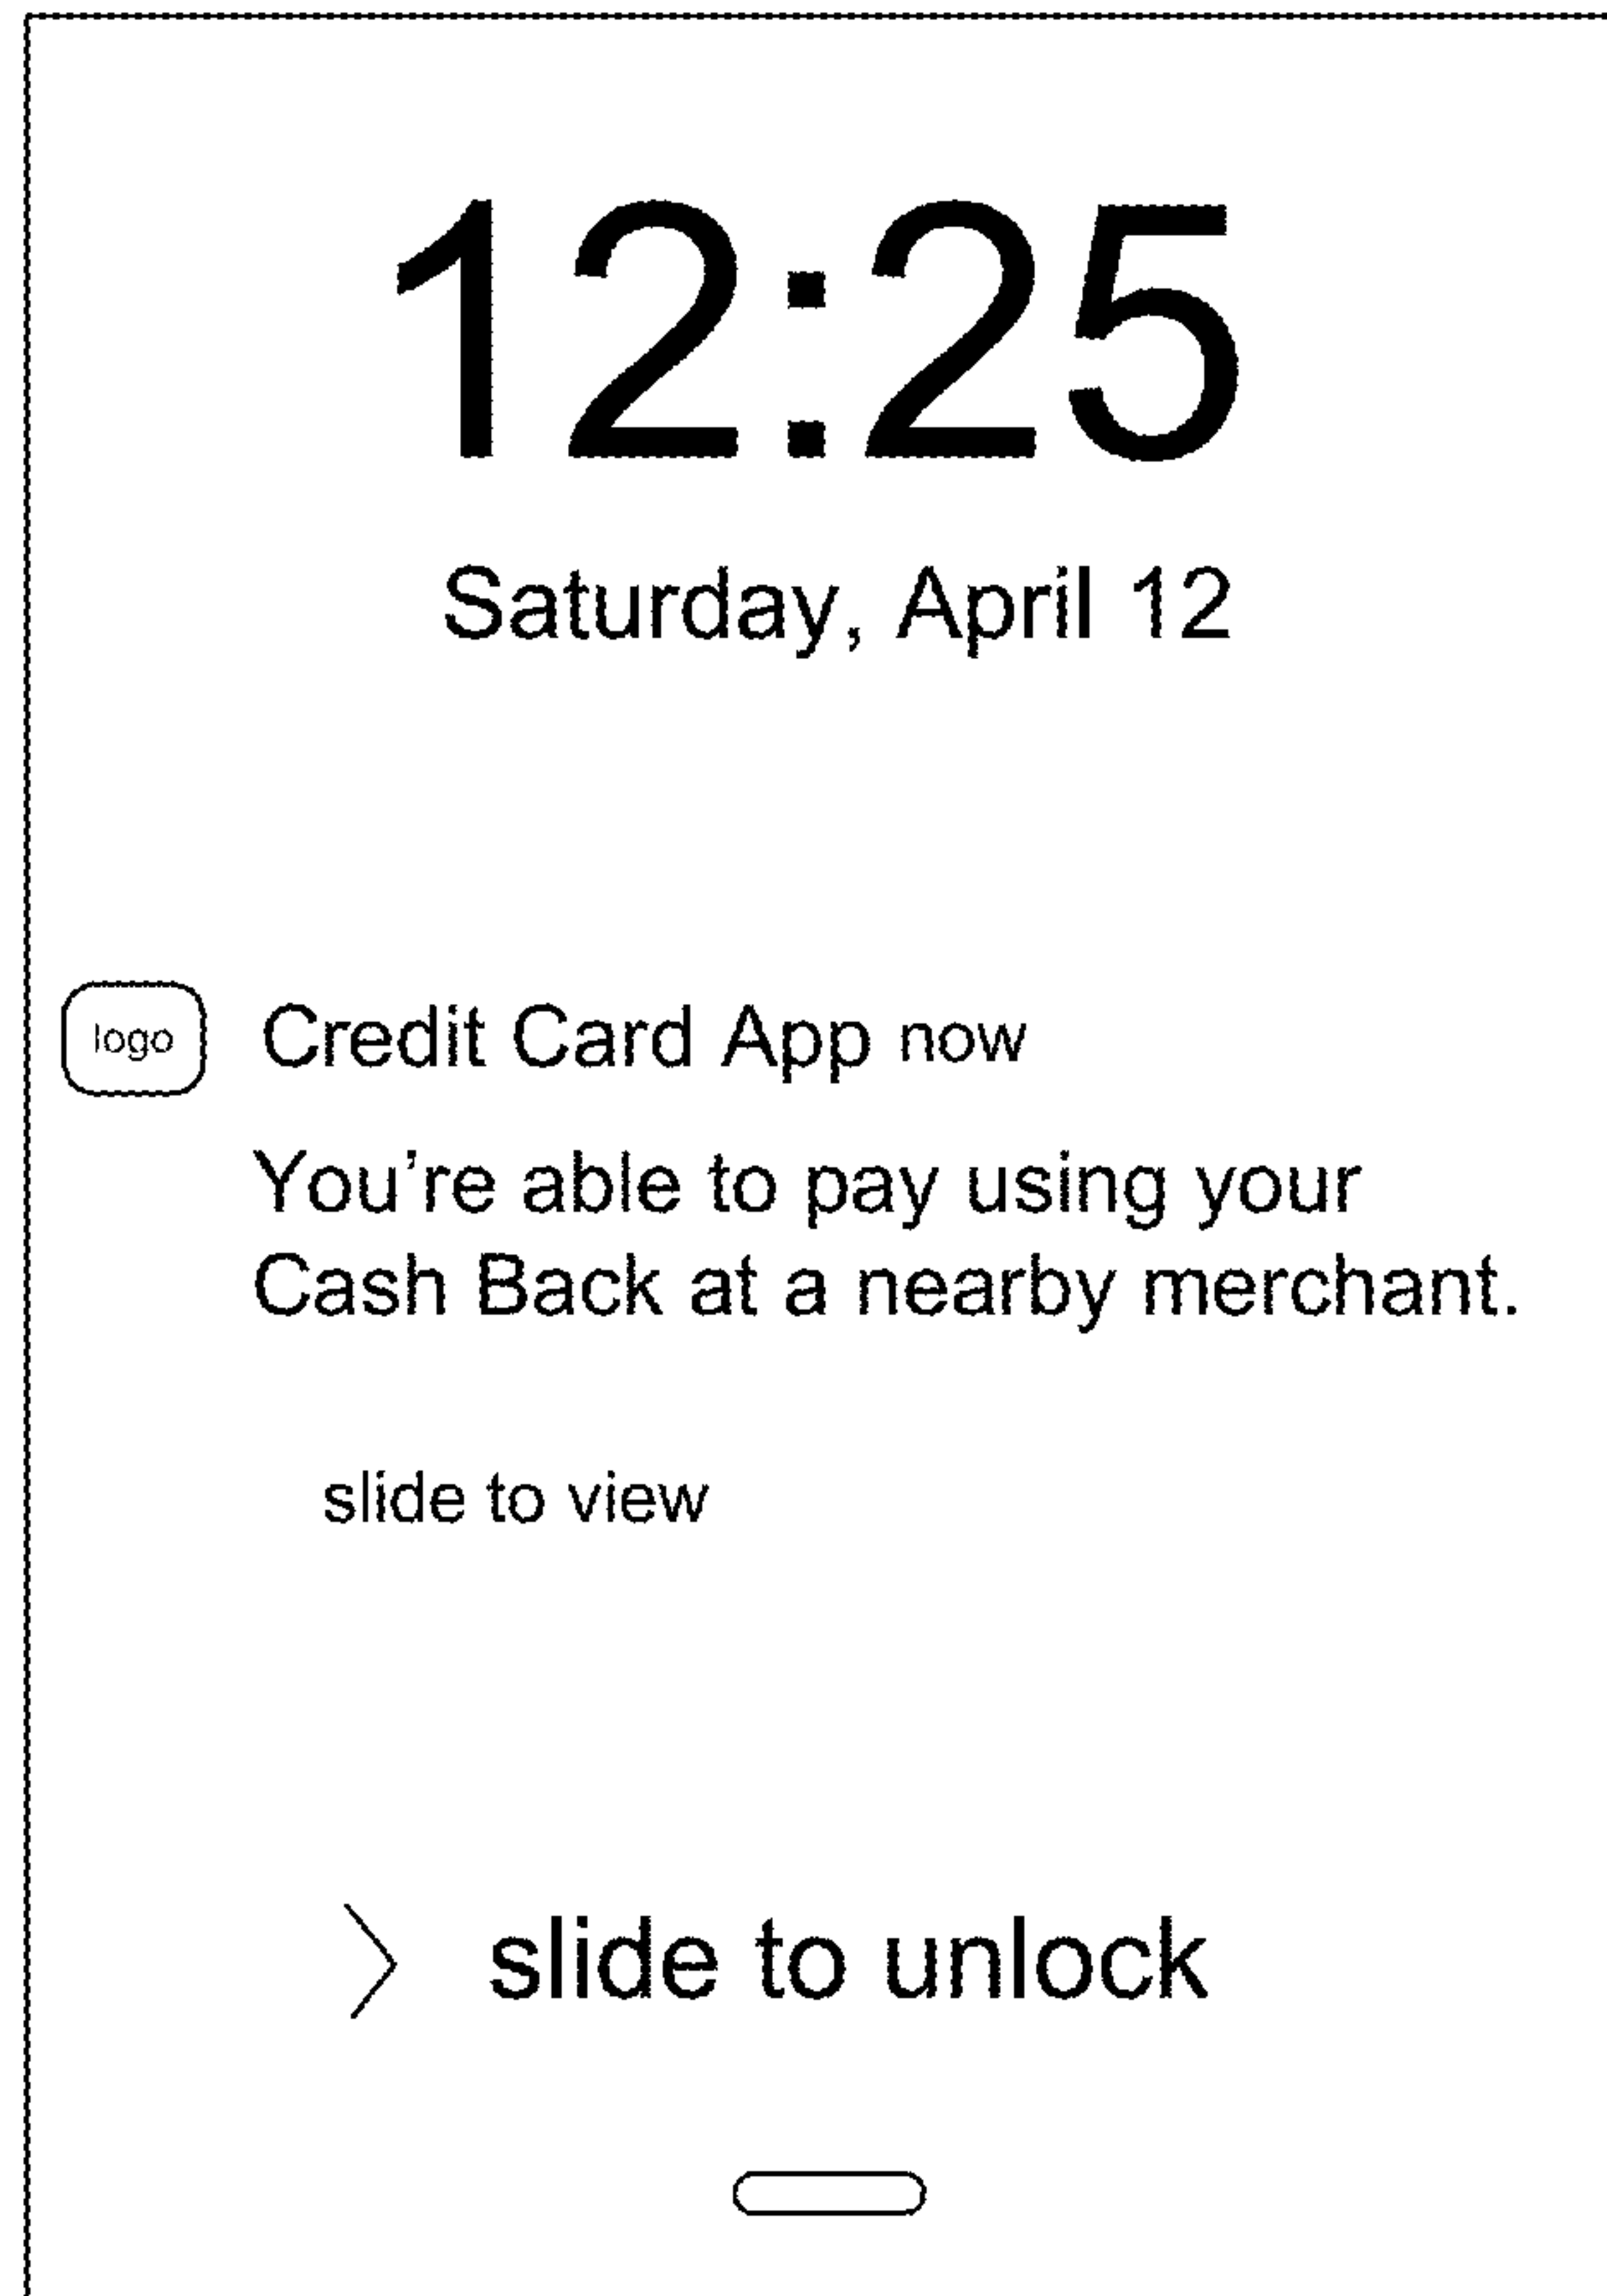 12:25
Saturday, April 12
logo Credit Card App now
You're able to pay using your
Cash Back at a nearby merchant.
slide to view
slide to unlock